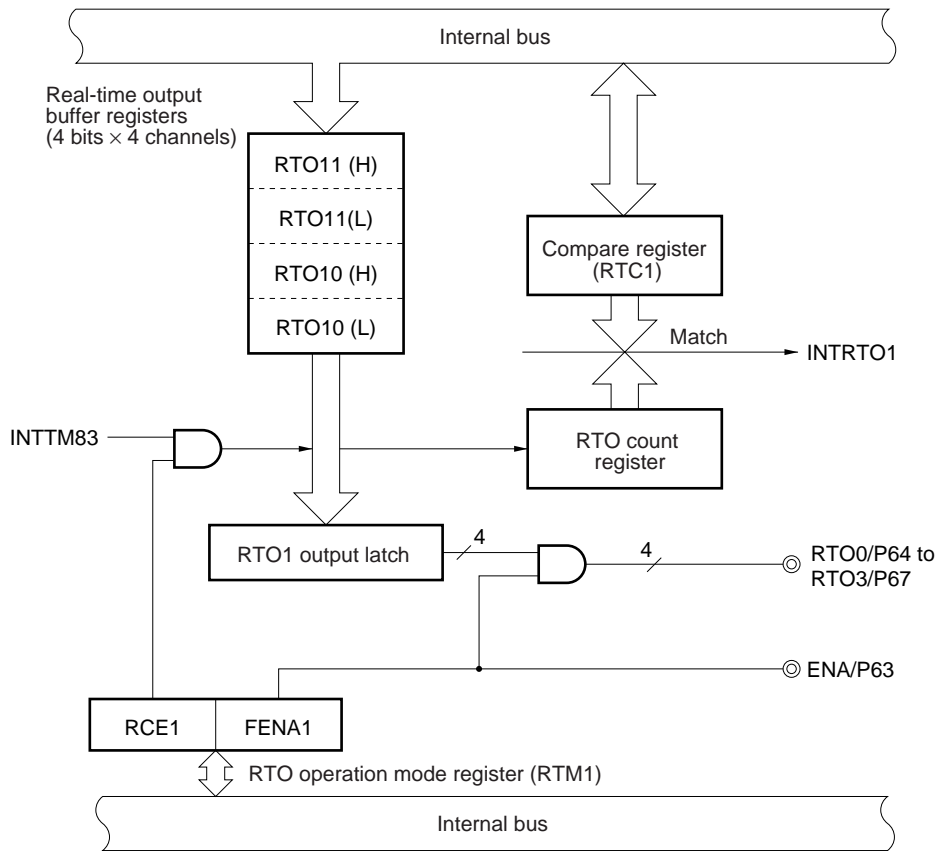 Internal bus
Real-time output
buffer registers
(4 bits × 4 channels)
RTO11 (H)
RTO11(L)
RTO10 (H)
RTO10 (L)
Compare register
(RTC1)
Match
INTRTO1
INTTM83
RTO count
register
RTO1 output latch
4
4
RTO0/P64 to
RTO3/P67
ENA/P63
RCE1
FENA1
RTO operation mode register (RTM1)
Internal bus